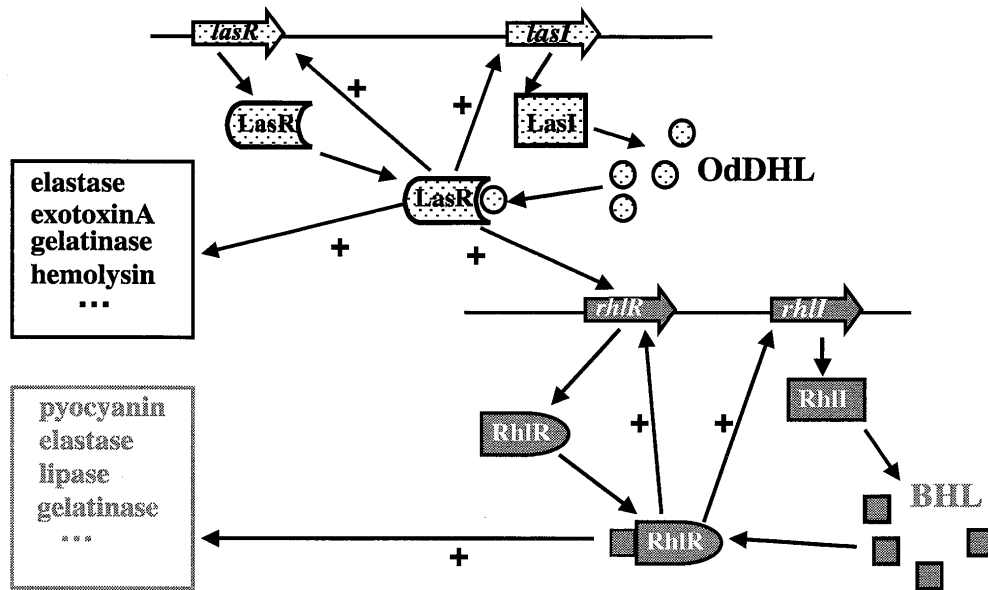 lasR lasI
+
+
LasR
LasI
OdDHL
LasR
elastase
exotoxinA
gelatinase
hemolysin
...
+
+
rhlR rhlI
RhlI
pyocyanin
elastase
lipase
gelatinase
...
RhlR
+
+
BHL
RhlR
+